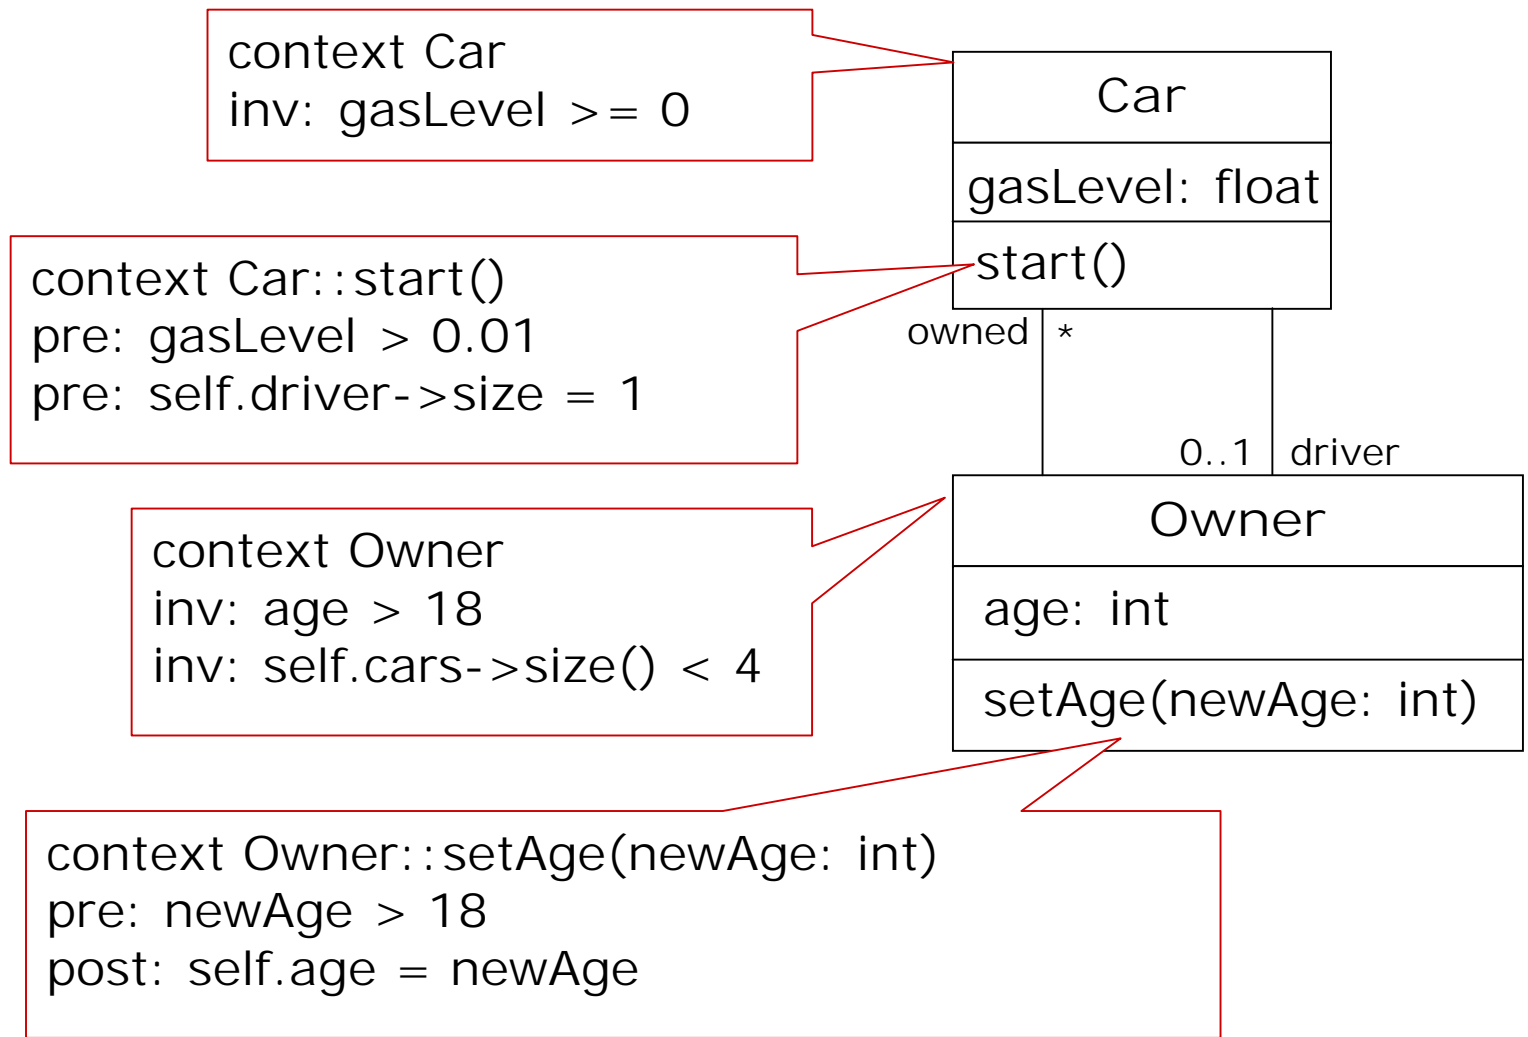 context Car
inv: gasLevel >= 0
Car
gasLevel: float
start()
context Car::start()
pre: gasLevel > 0.01
pre: self.driver->size = 1
owned *
0..1 driver
context Owner
inv: age > 18
inv: self.cars->size() < 4
Owner
age: int
setAge(newAge: int)
context Owner::setAge(newAge: int)
pre: newAge > 18
post: self.age = newAge